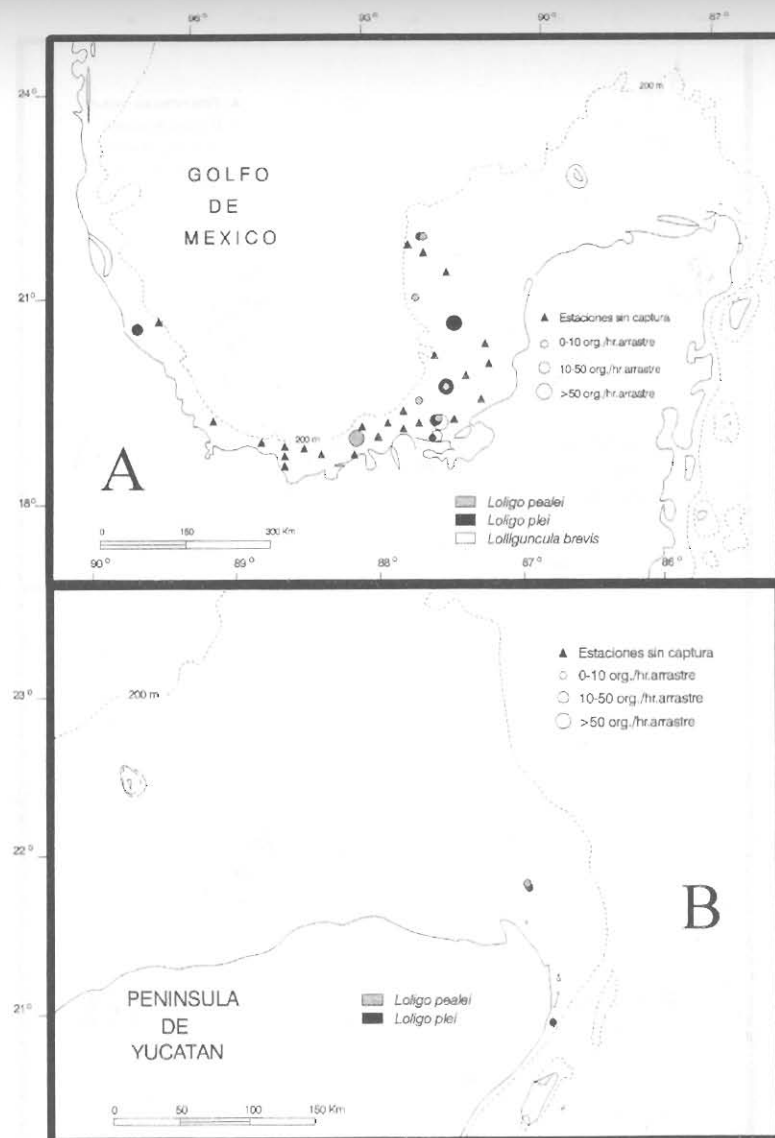 96° 93° 90° 87°
24°
200 m
GOLFO
DE
MEXICO
21°
▲ Estaciones sin captura
0-10 org./hr.arrastre
10-50 org./hr.arrastre
>50 org./hr.arrastre
200 m
A
18°
Loligo pealei
Loligo plei
Lolliguncula brevis
0 150 300 Km
90° 89° 88° 87° 86°
▲ Estaciones sin captura
0-10 org./hr.arrastre
10-50 org./hr.arrastre
>50 org./hr.arrastre
200 m
23°
22°
B
21°
PENINSULA
DE
YUCATAN
Loligo pealei
Loligo plei
0 50 100 150 Km